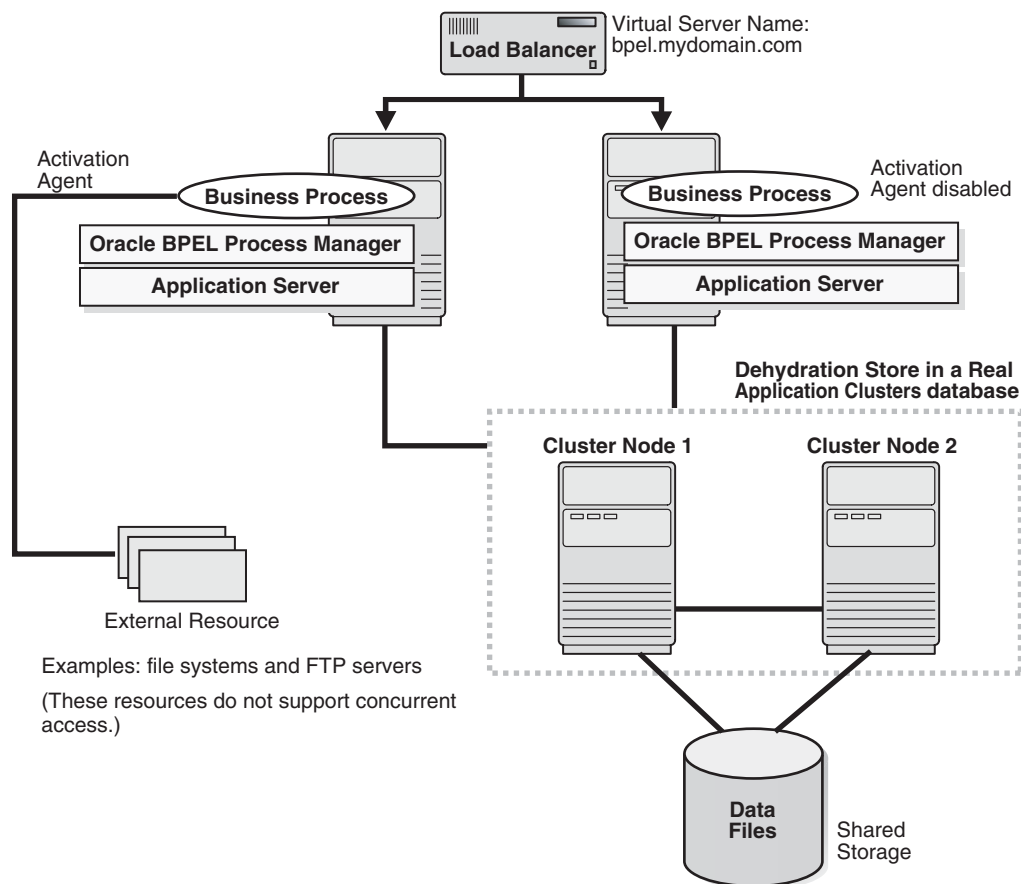 Virtual Server Name:
bpel.mydomain.com
Load Balancer
Activation
Agent
Business Process
Oracle BPEL Process Manager
Application Server
Business Process
Activation
Agent disabled
Oracle BPEL Process Manager
Application Server
Dehydration Store in a Real
Application Clusters database
Cluster Node 1
Cluster Node 2
External Resource
Examples: file systems and FTP servers
(These resources do not support concurrent
access.)
Data
Files
Shared
Storage